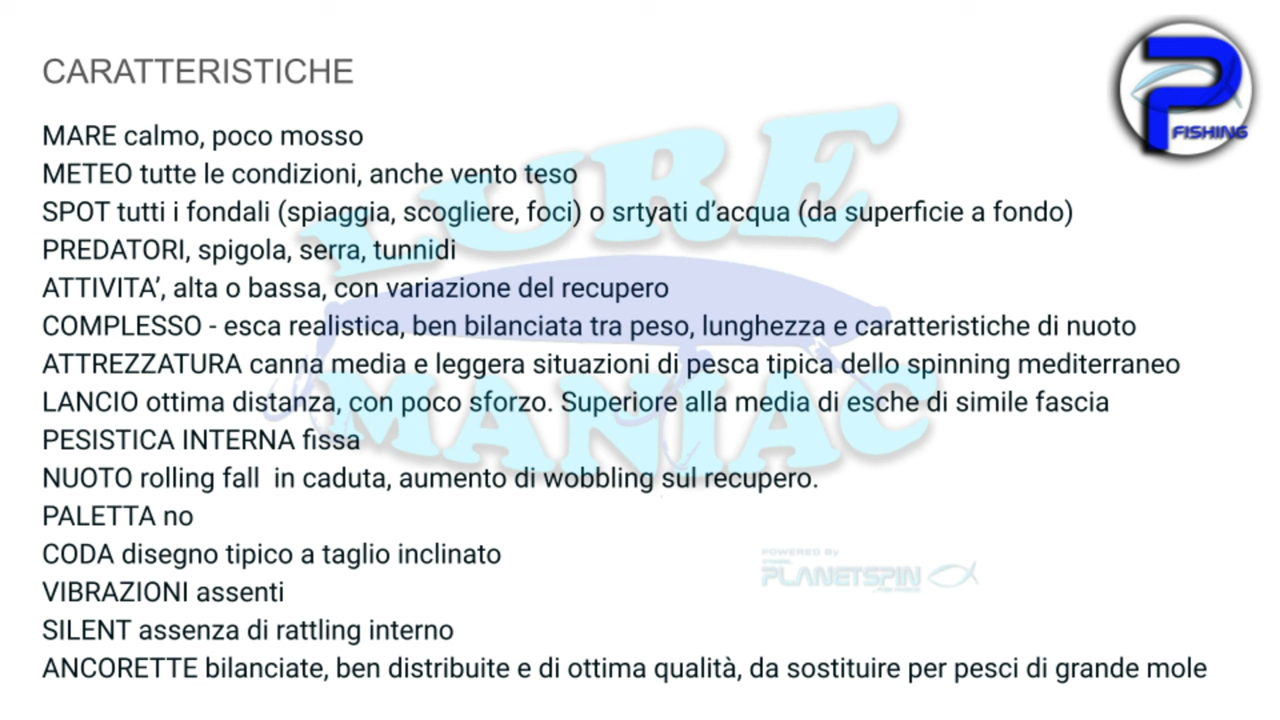 CARATTERISTICHE
P FISHING
MARE calmo, poco mosso
METEO tutte le condizioni, anche vento teso
SPOT tutti i fondali (spiaggia, scogliere, foci) o srtyati d’acqua (da superficie a fondo)
PREDATORI, spigola, serra, tunnidi
ATTIVITA’, alta o bassa, con variazione del recupero
COMPLESSO - esca realistica, ben bilanciata tra peso, lunghezza e caratteristiche di nuoto
ATTREZZATURA canna media e leggera situazioni di pesca tipica dello spinning mediterraneo
LANCIO ottima distanza, con poco sforzo. Superiore alla media di esche di simile fascia
PESISTICA INTERNA fissa
NUOTO rolling fall  in caduta, aumento di wobbling sul recupero.
PALETTA no
CODA disegno tipico a taglio inclinato
VIBRAZIONI assenti
SILENT assenza di rattling interno
ANCORETTE bilanciate, ben distribuite e di ottima qualità, da sostituire per pesci di grande mole
LURE
MANIAC
POWERED By
PLANETSPIN